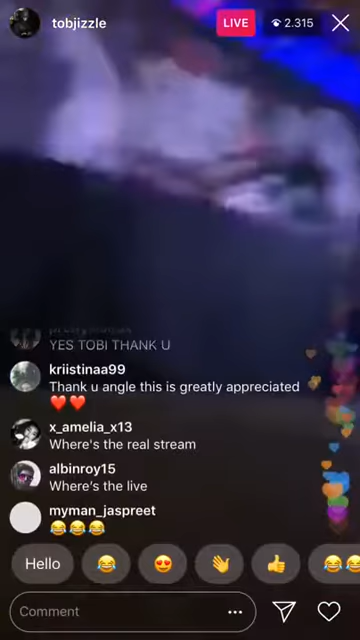 tobjizzle
LIVE
2.315
YES TOBI THANK U
kriistinaa99
Thank u angle this is greatly appreciated
❤️❤️
x_amelia_x13
Where's the real stream
albinroy15
Where's the live
myman_jaspreet
😂😂😂
Hello 😂 😍 👋 👍 😂😂
Comment